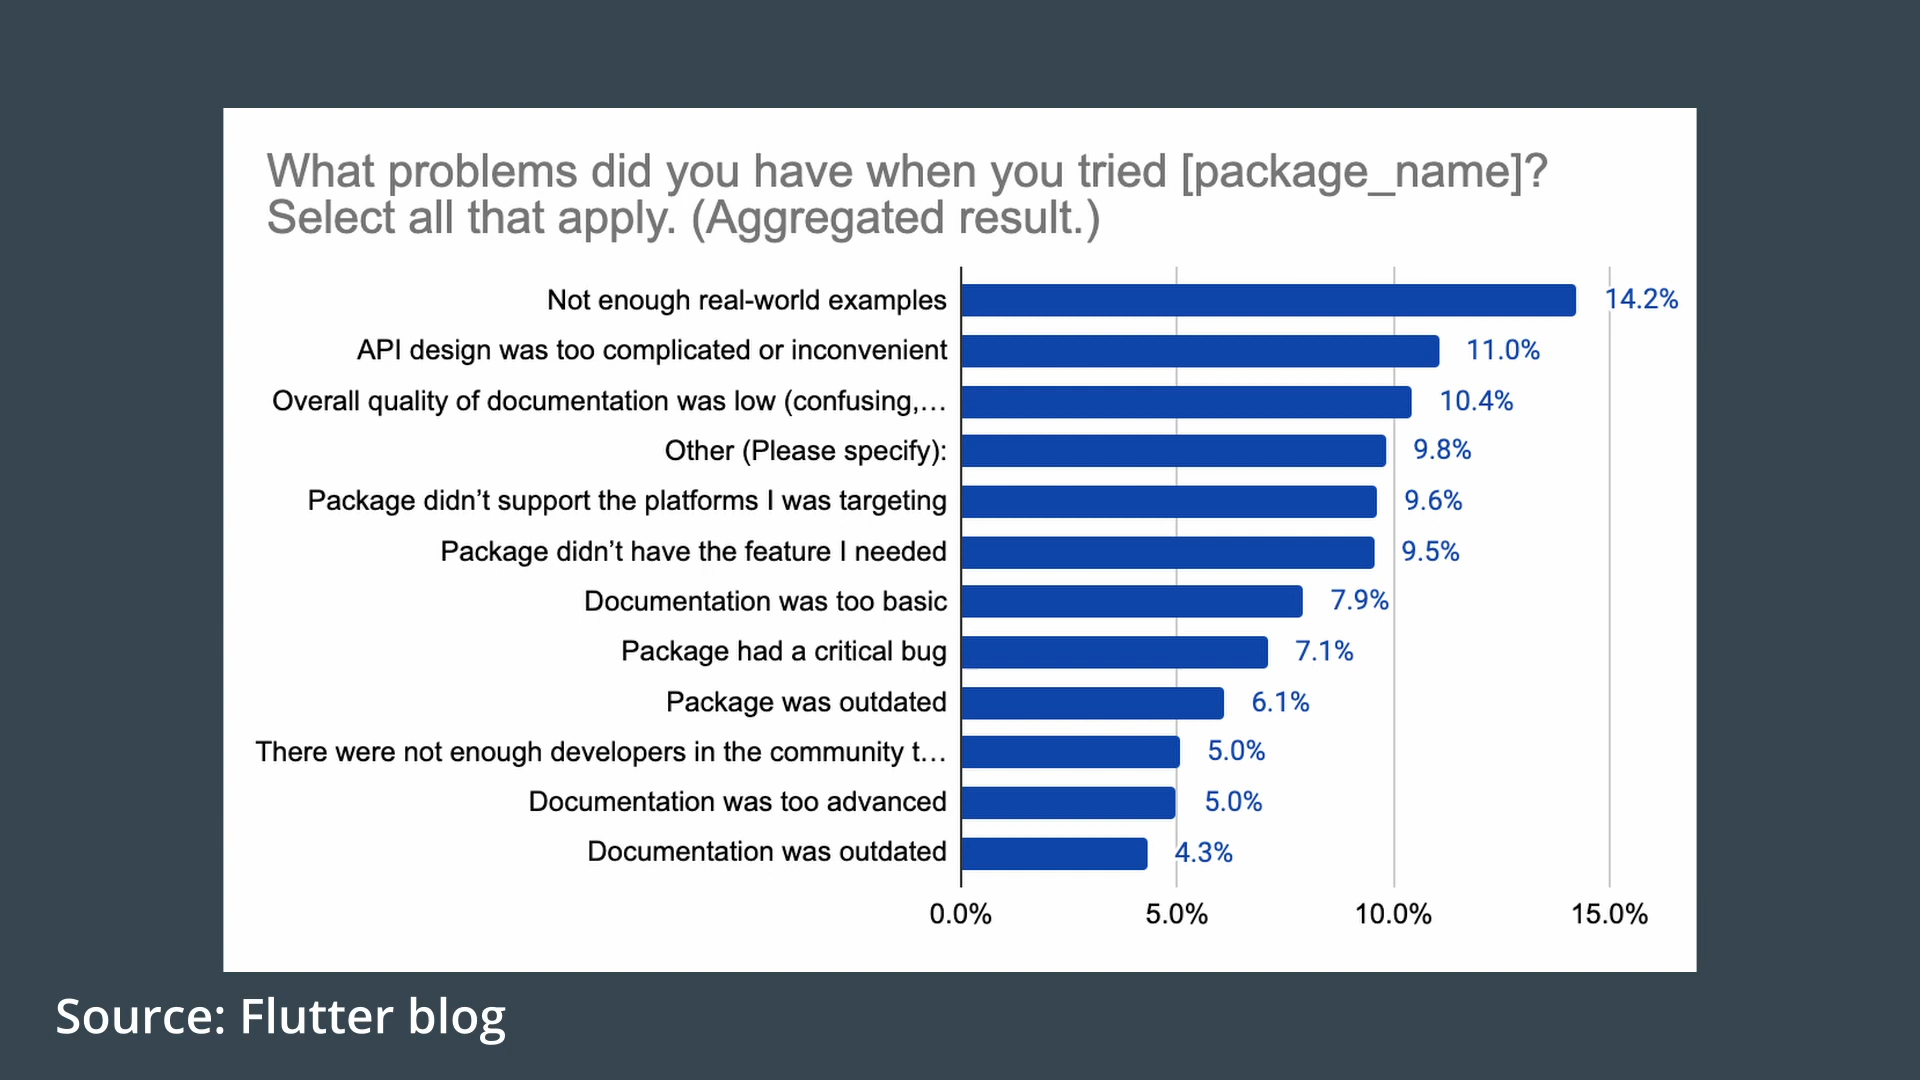 What problems did you have when you tried [package_name]?
Select all that apply. (Aggregated result.)
Not enough real-world examples 14.2%
API design was too complicated or inconvenient 11.0%
Overall quality of documentation was low (confusing,… 10.4%
Other (Please specify): 9.8%
Package didn’t support the platforms I was targeting 9.6%
Package didn’t have the feature I needed 9.5%
Documentation was too basic 7.9%
Package had a critical bug 7.1%
Package was outdated 6.1%
There were not enough developers in the community t… 5.0%
Documentation was too advanced 5.0%
Documentation was outdated 4.3%
0.0% 5.0% 10.0% 15.0%
Source: Flutter blog